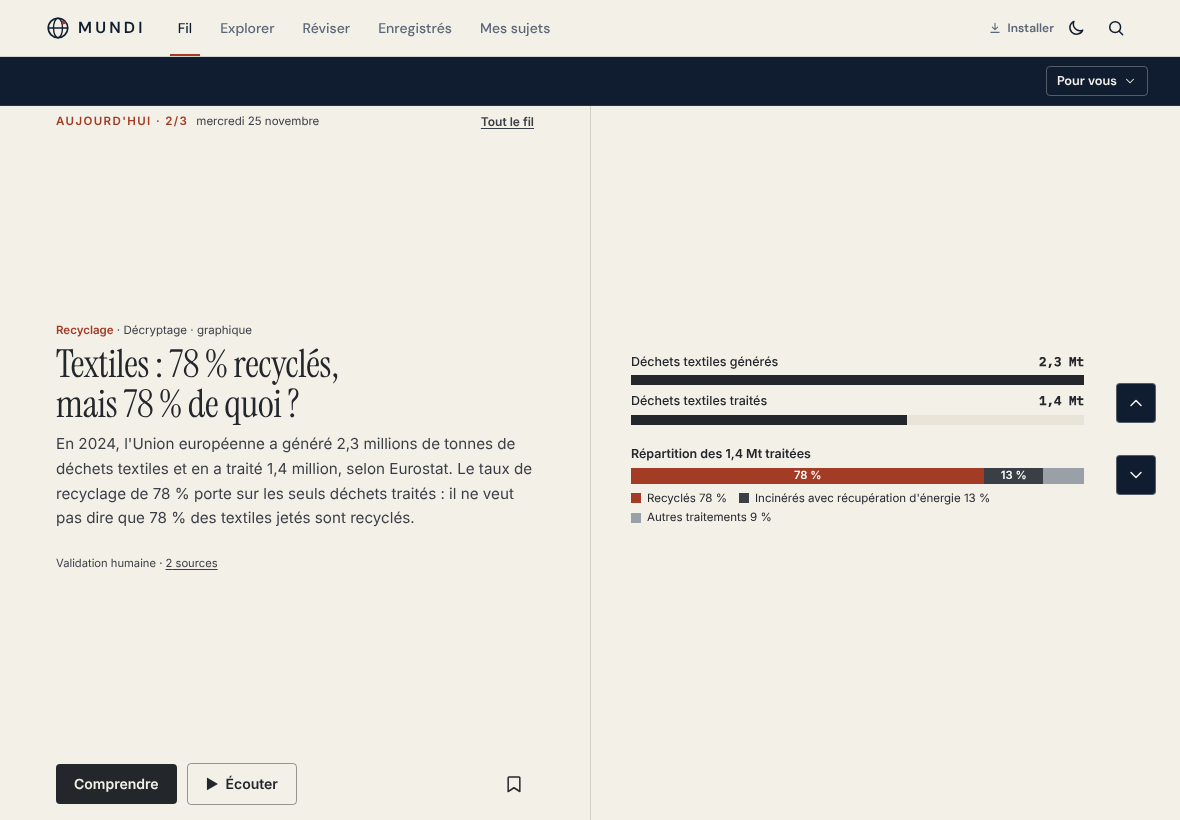 MUNDI
Fil
Explorer
Réviser
Enregistrés
Mes sujets
Installer
Pour vous
AUJOURD'HUI · 2/3 mercredi 25 novembre
Tout le fil
Recyclage · Décryptage · graphique
Textiles : 78 % recyclés,
mais 78 % de quoi ?
En 2024, l'Union européenne a généré 2,3 millions de tonnes de
déchets textiles et en a traité 1,4 million, selon Eurostat. Le taux de
recyclage de 78 % porte sur les seuls déchets traités : il ne veut
pas dire que 78 % des textiles jetés sont recyclés.
Validation humaine · 2 sources
Comprendre
Écouter
Déchets textiles générés 2,3 Mt
Déchets textiles traités 1,4 Mt
Répartition des 1,4 Mt traitées
78 % 13 %
Recyclés 78 % Incinérés avec récupération d'énergie 13 %
Autres traitements 9 %